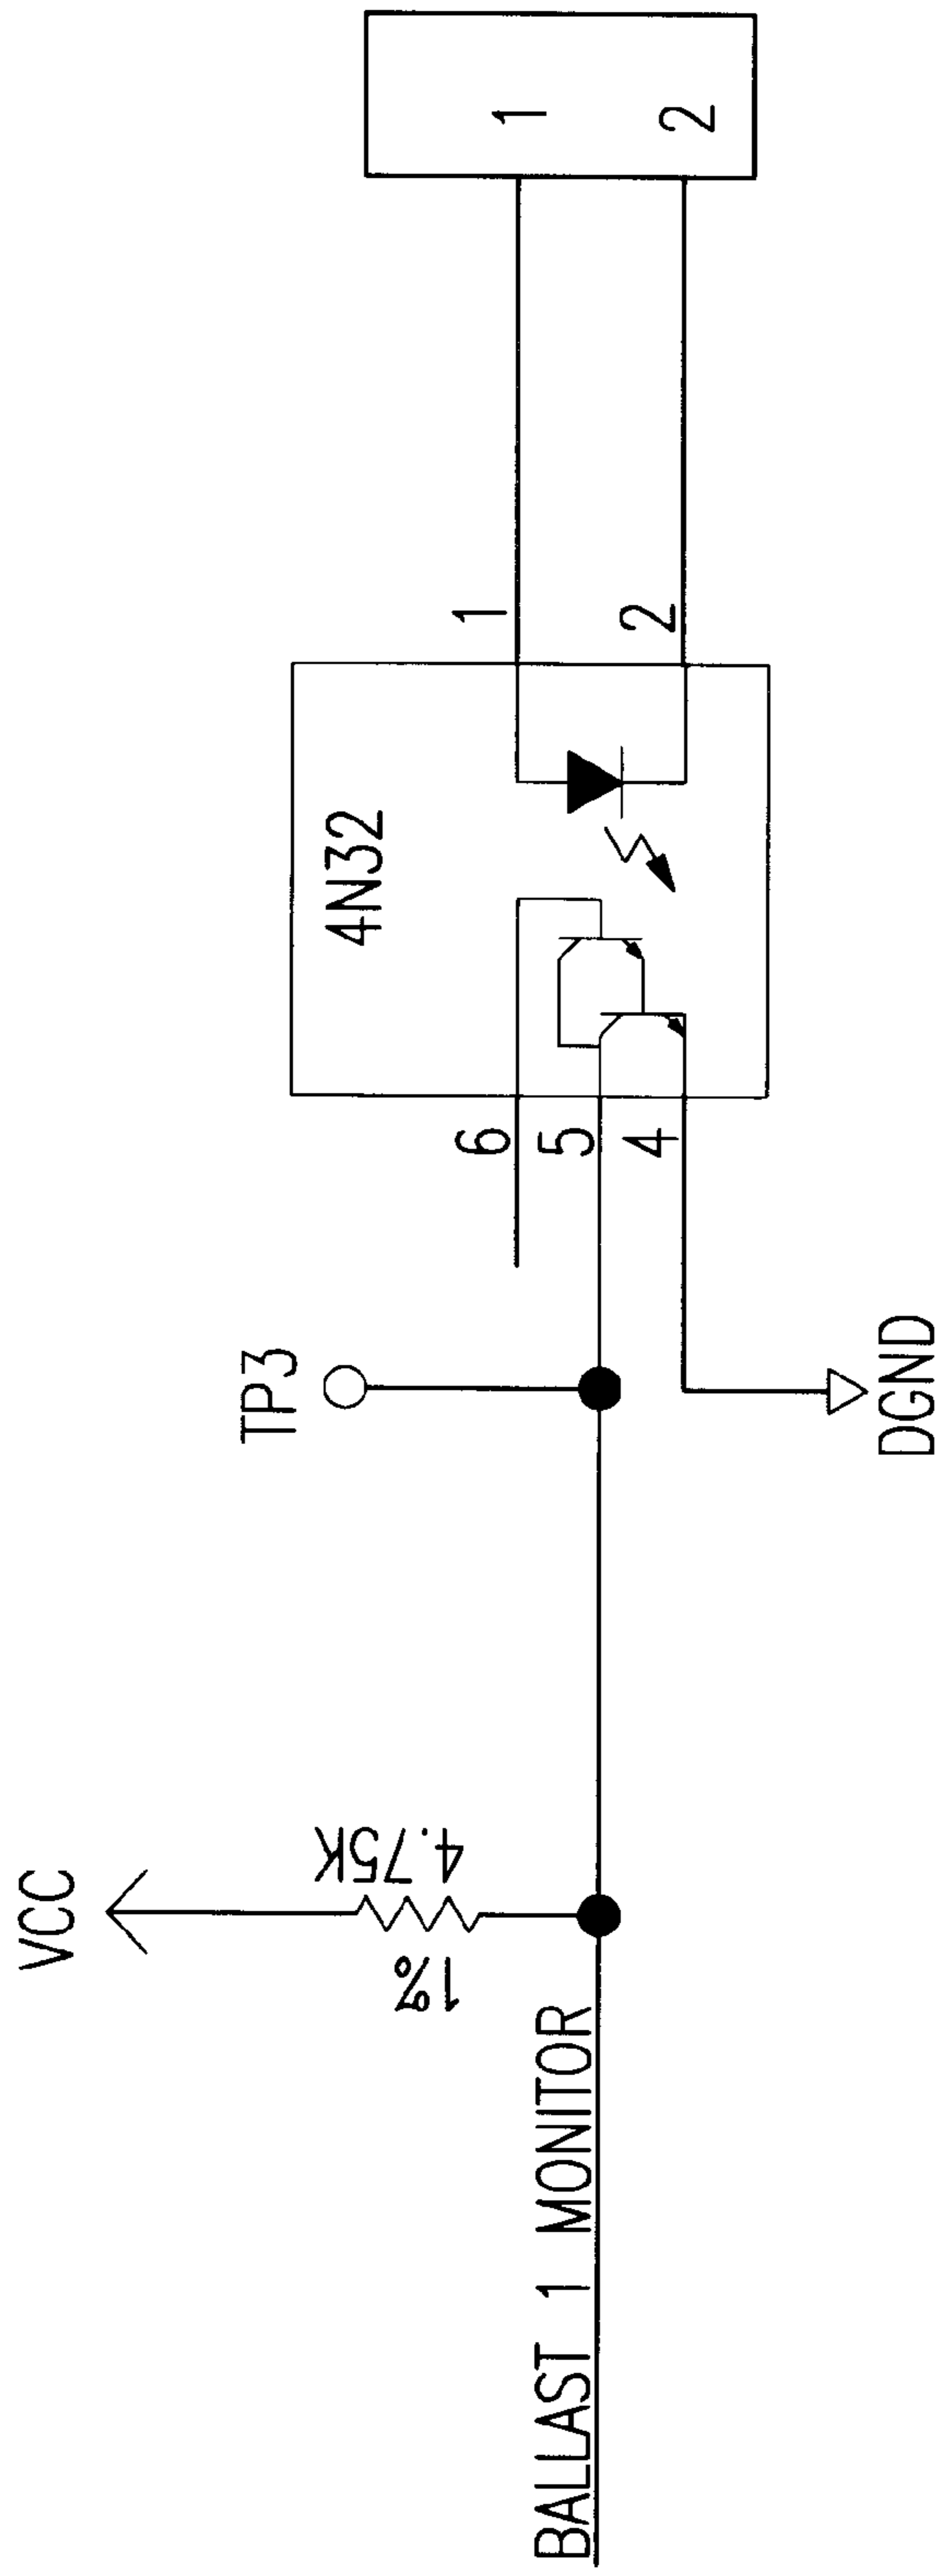 VCC
4.75K
1%
BALLAST 1 MONITOR
TP3
DGND
4N32
6
5
4
1
2
1
2